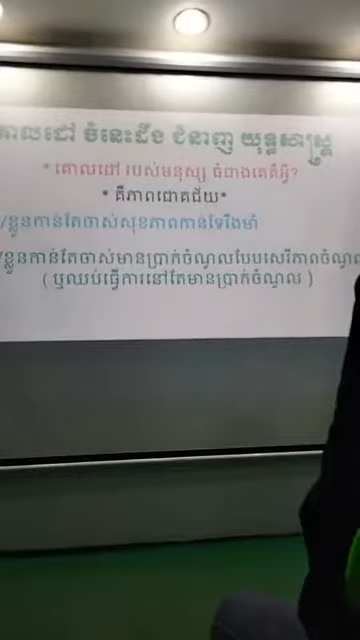 គោលដៅ ចំនេះដឹង ជំនាញ យុទ្ធសាស្ត្រ
* គោលដៅ របស់មនុស្ស ធំជាងគេគឺអ្វី?
* គឺភាពជោគជ័យ*
/ខ្លួនកាន់តែចាស់សុខភាពកាន់ទែរឹងមាំ
/ខ្លួនកាន់តែចាស់មានប្រាក់ចំណូលបែបសេរីភាពចំណូល
( ឬឈប់ធ្វើការនៅតែមានប្រាក់ចំណូល )